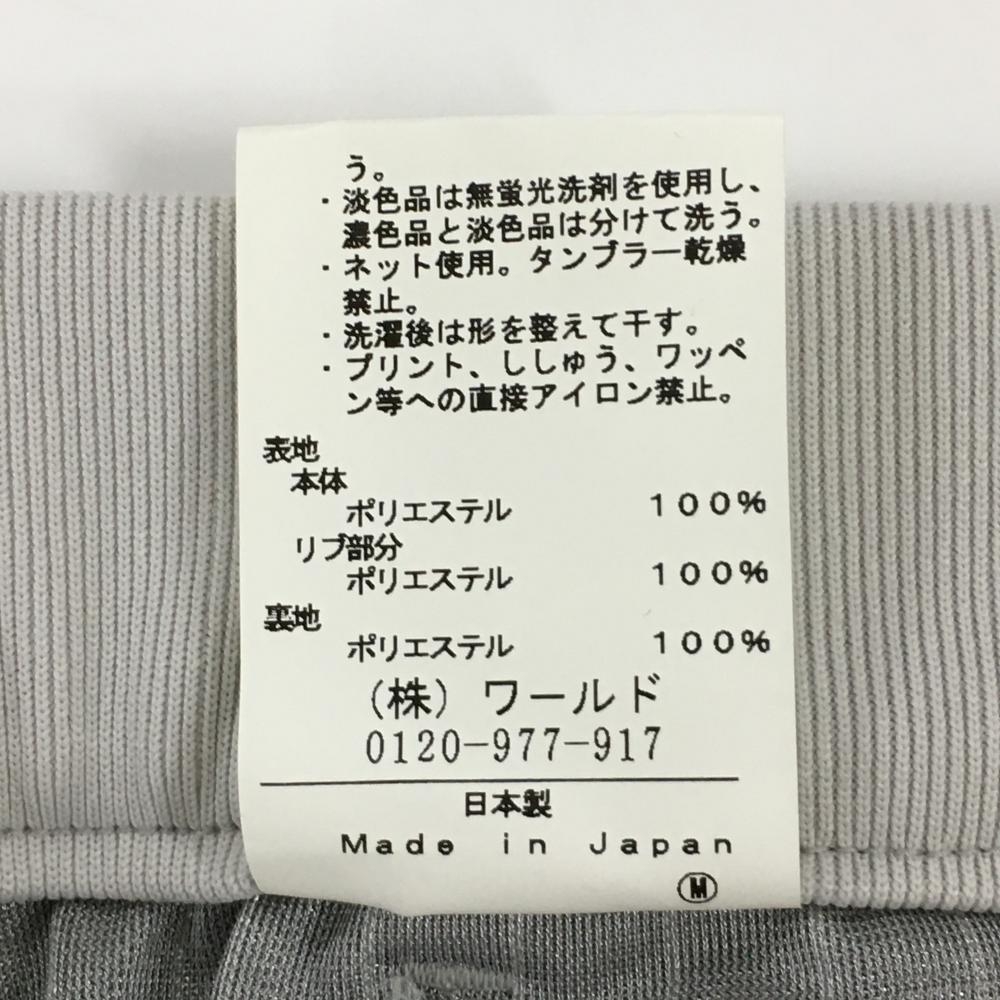 う。
・淡色品は無蛍光洗剤を使用し、
濃色品と淡色品は分けて洗う。
・ネット使用。タンブラー乾燥
禁止。
・洗濯後は形を整えて干す。
・プリント、ししゅう、ワッペ
ン等への直接アイロン禁止。
表地
本体
ポリエステル 100%
リブ部分
ポリエステル 100%
裏地
ポリエステル 100%
(株) ワールド
0120-977-917
日本製
Made in Japan
Ⓜ